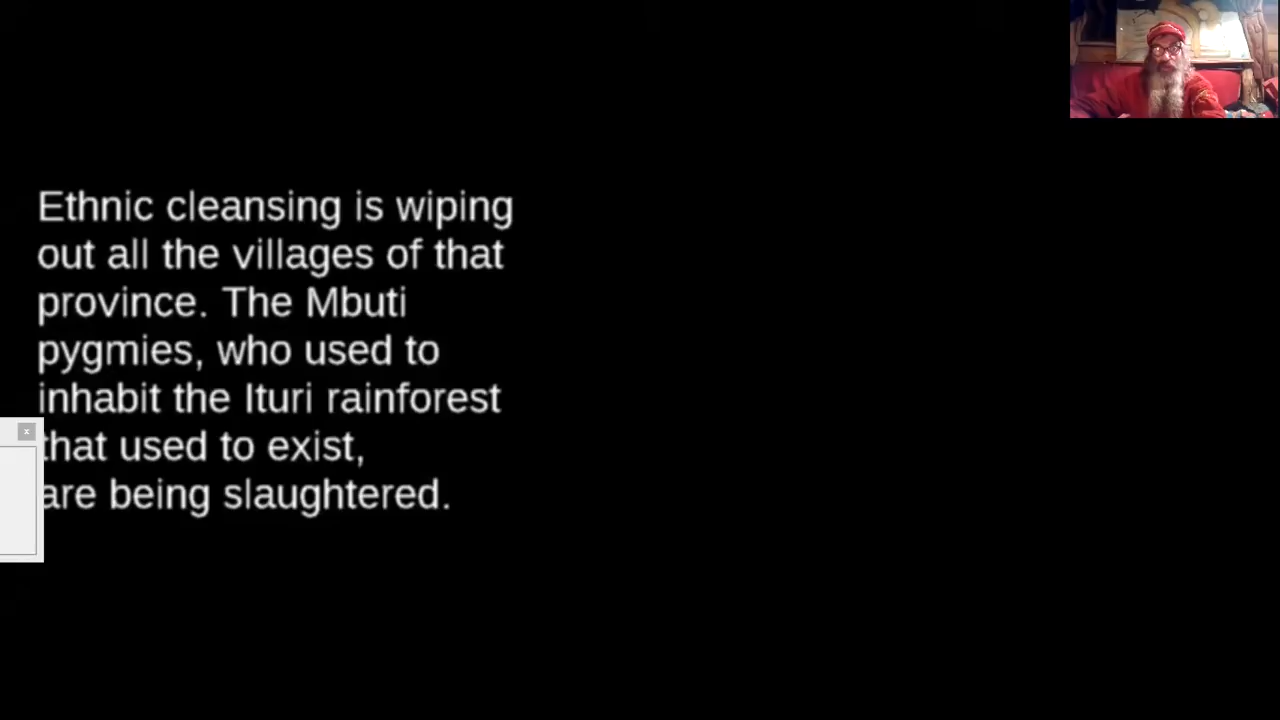 Ethnic cleansing is wiping
out all the villages of that
province. The Mbuti
pygmies, who used to
inhabit the Ituri rainforest
that used to exist,
are being slaughtered.